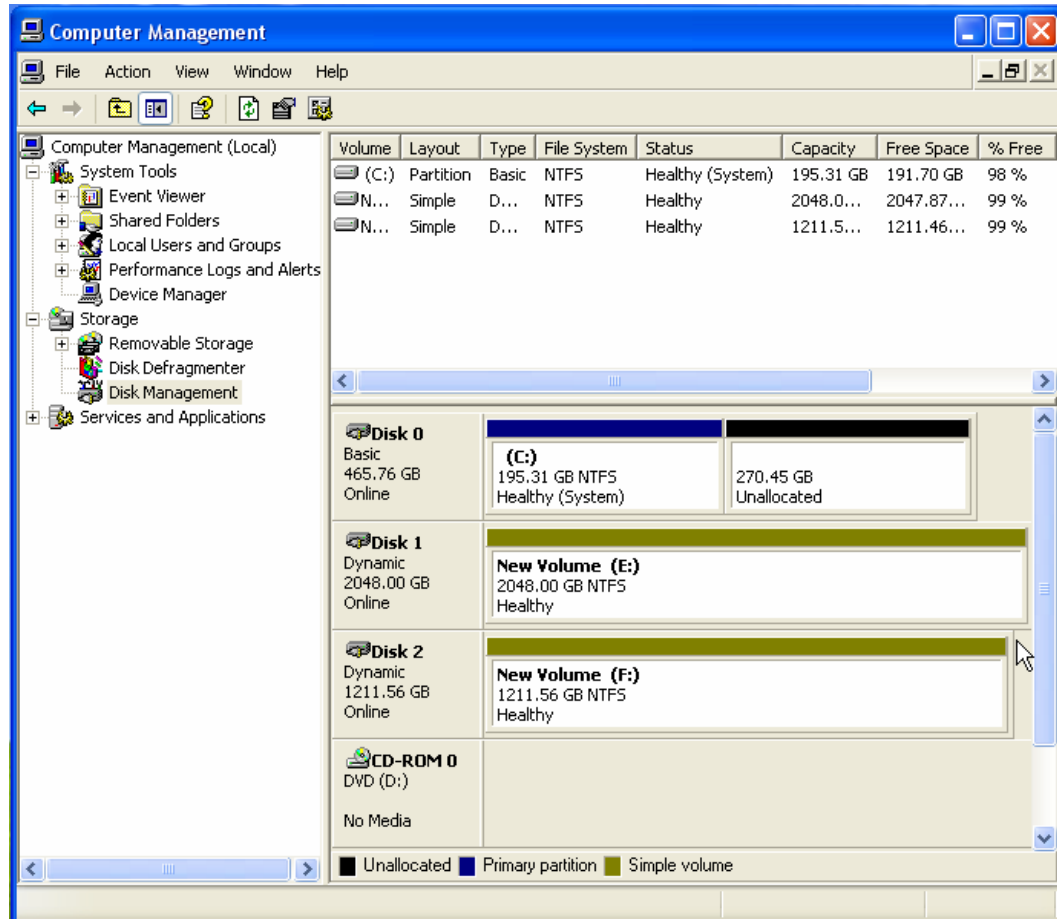 Computer Management
File Action View Window Help
Computer Management (Local)
System Tools
Event Viewer
Shared Folders
Local Users and Groups
Performance Logs and Alerts
Device Manager
Storage
Removable Storage
Disk Defragmenter
Disk Management
Services and Applications
Volume Layout Type File System Status Capacity Free Space % Free
(C:) Partition Basic NTFS Healthy (System) 195.31 GB 191.70 GB 98 %
N... Simple D... NTFS Healthy 2048.0... 2047.87... 99 %
N... Simple D... NTFS Healthy 1211.5... 1211.46... 99 %
Disk 0
Basic
465.76 GB
Online
(C:)
195.31 GB NTFS
Healthy (System)
270.45 GB
Unallocated
Disk 1
Dynamic
2048.00 GB
Online
New Volume (E:)
2048.00 GB NTFS
Healthy
Disk 2
Dynamic
1211.56 GB
Online
New Volume (F:)
1211.56 GB NTFS
Healthy
CD-ROM 0
DVD (D:)
No Media
Unallocated Primary partition Simple volume